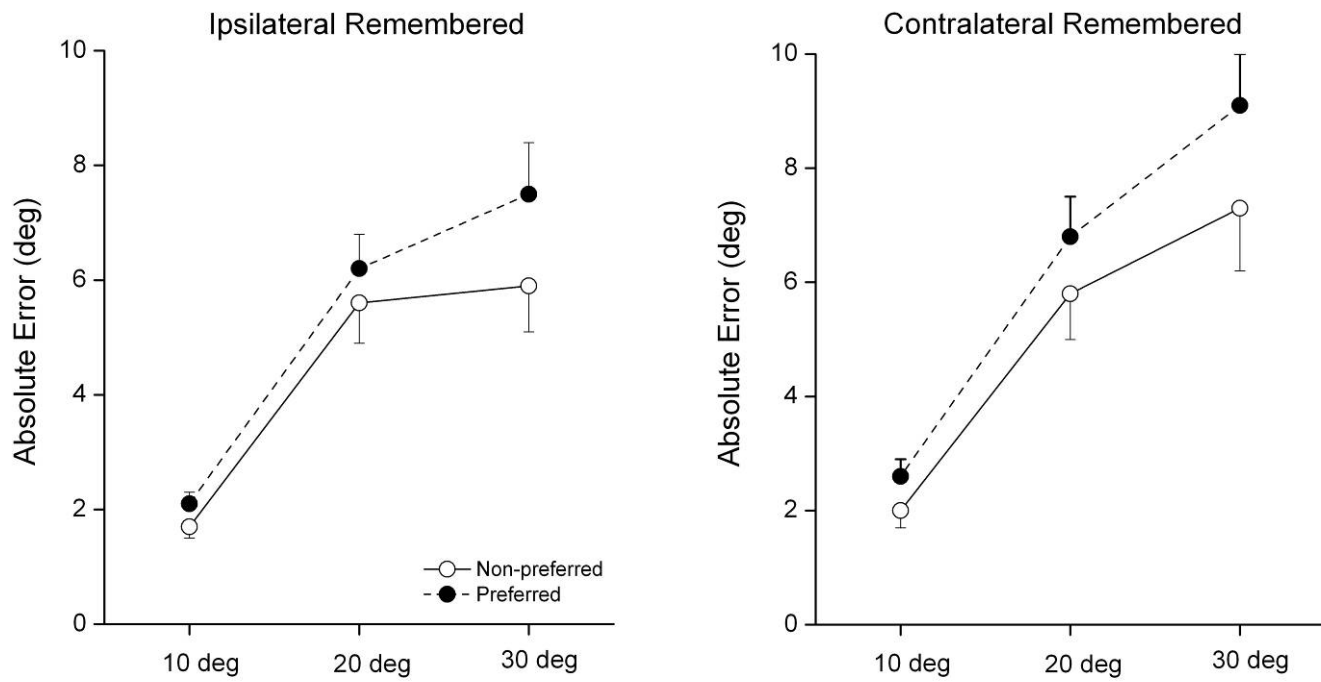 Ipsilateral Remembered
10
8
6
4
2
0
Absolute Error (deg)
10 deg
20 deg
30 deg
Non-preferred
Preferred
Contralateral Remembered
10
8
6
4
2
0
Absolute Error (deg)
10 deg
20 deg
30 deg